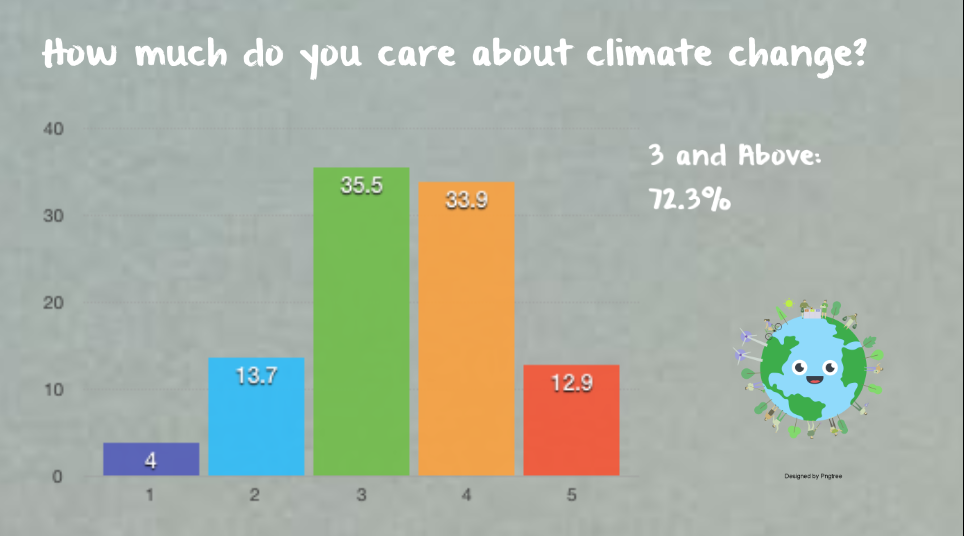 How much do you care about climate change?
40
3 and Above:
35.5
33.9
72.3%
30
20
13.7
12.9
10
4
0
1 2 3 4 5
Designed by Pngtree